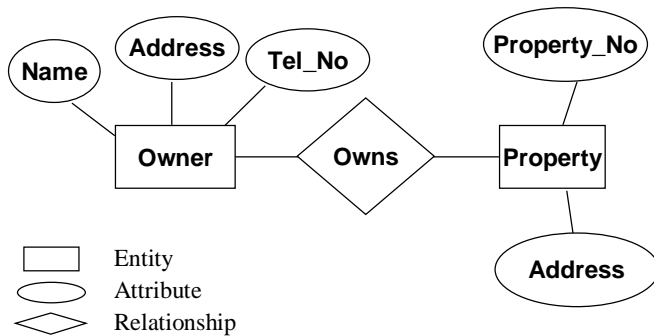 Name
Address
Tel_No
Property_No
Owner
Owns
Property
Address
Entity
Attribute
Relationship